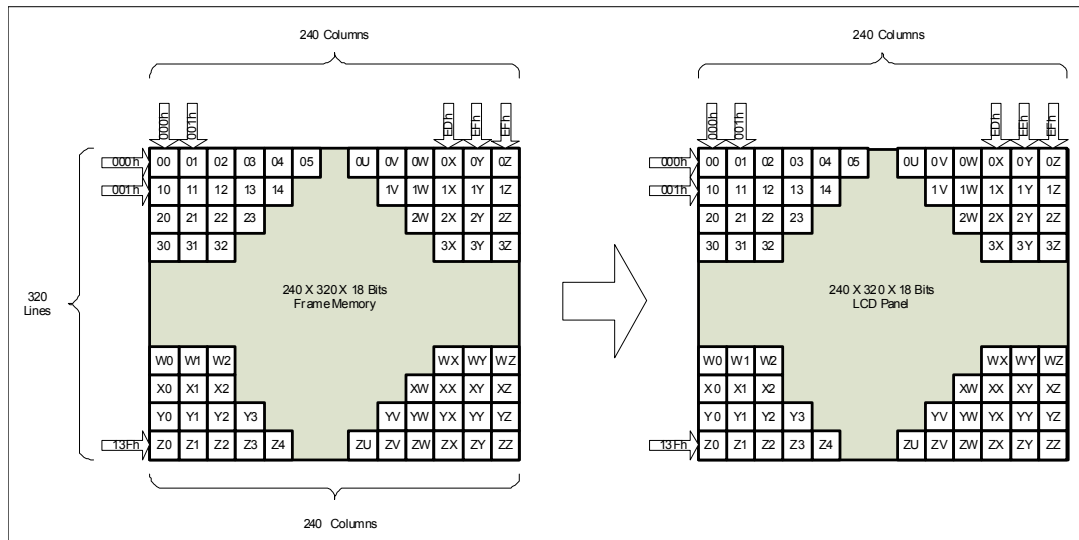 240 Columns
000h 001h EDh EFh EFh
000h 00 01 02 03 04 05 0U 0V 0W 0X 0Y 0Z
001h 10 11 12 13 14 1V 1W 1X 1Y 1Z
20 21 22 23 2W 2X 2Y 2Z
30 31 32 3X 3Y 3Z
320
Lines
240 X 320 X 18 Bits
Frame Memory
W0 W1 W2 WX WY WZ
X0 X1 X2 XW XX XY XZ
Y0 Y1 Y2 Y3 YV YW YX YY YZ
13Fh Z0 Z1 Z2 Z3 Z4 ZU ZV ZW ZX ZY ZZ
240 Columns
240 Columns
000h 001h EDh EEh EFh
000h 00 01 02 03 04 05 0U 0V 0W 0X 0Y 0Z
001h 10 11 12 13 14 1V 1W 1X 1Y 1Z
20 21 22 23 2W 2X 2Y 2Z
30 31 32 3X 3Y 3Z
240 X 320 X 18 Bits
LCD Panel
W0 W1 W2 WX WY WZ
X0 X1 X2 XW XX XY XZ
Y0 Y1 Y2 Y3 YV YW YX YY YZ
13Fh Z0 Z1 Z2 Z3 Z4 ZU ZV ZW ZX ZY ZZ